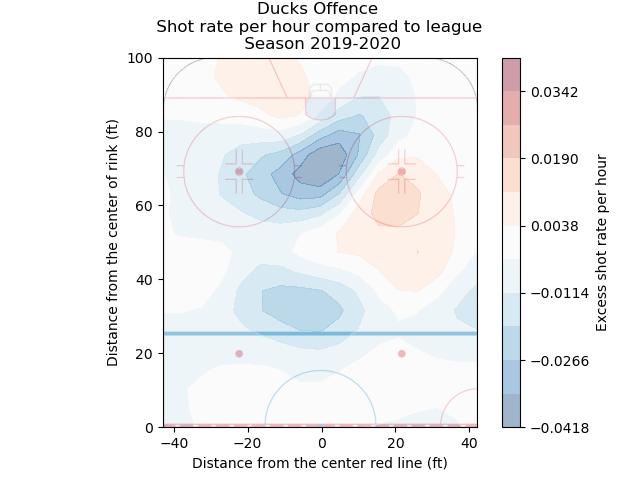 Ducks Offence
Shot rate per hour compared to league
Season 2019-2020
100
80
60
40
20
0
−40
−20
0
20
40
Distance from the center of rink (ft)
Distance from the center red line (ft)
0.0342
0.0190
0.0038
−0.0114
−0.0266
−0.0418
Excess shot rate per hour